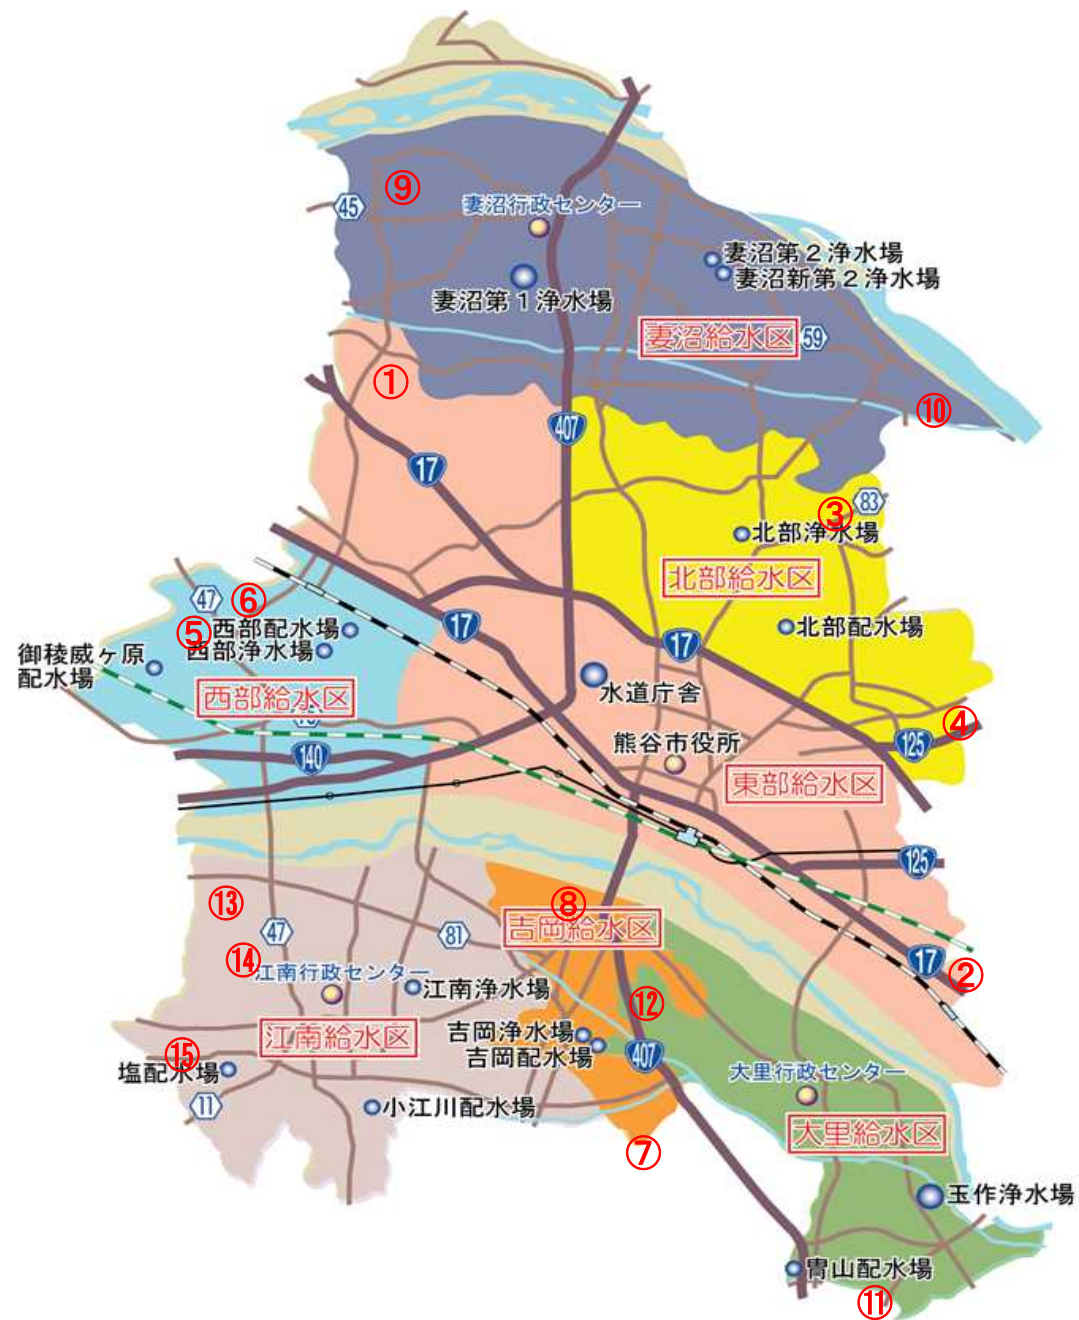 ⑨
45
妻沼行政センター
妻沼第２浄水場
妻沼新第２浄水場
妻沼第１浄水場
妻沼給水区
59
①
⑩
407
17
83
③
北部浄水場
北部給水区
47
⑥
⑤
西部配水場
西部浄水場
17
17
北部配水場
御稜威ヶ原
配水場
西部給水区
水道庁舎
④
125
熊谷市役所
140
東部給水区
125
⑬
⑧
吉岡給水区
47
81
⑭
江南行政センター
17
②
江南浄水場
⑫
江南給水区
吉岡浄水場
吉岡配水場
407
⑮
塩配水場
大里行政センター
11
小江川配水場
大里給水区
⑦
玉作浄水場
冑山配水場
⑪